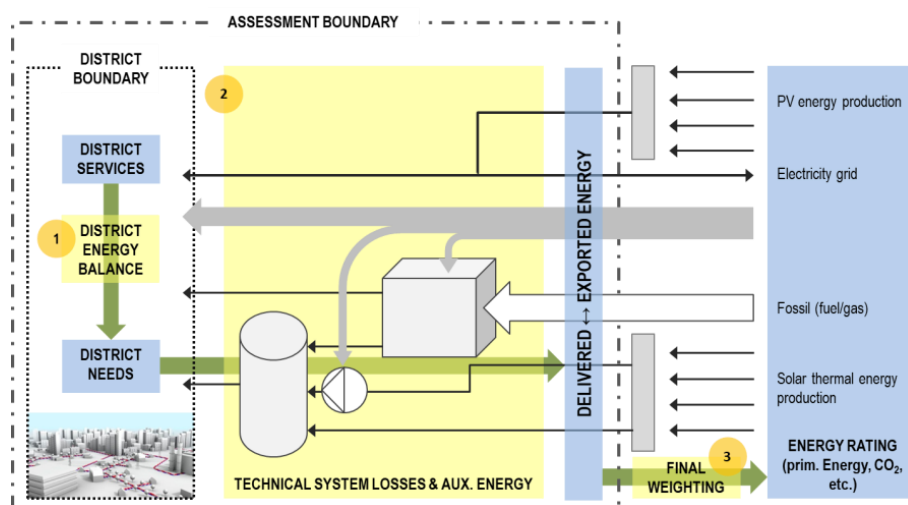 ASSESSMENT BOUNDARY
DISTRICT
BOUNDARY
2
PV energy production
DISTRICT
SERVICES
Electricity grid
1
DISTRICT
ENERGY
BALANCE
DELIVERED ↔ EXPORTED ENERGY
Fossil (fuel/gas)
DISTRICT
NEEDS
Solar thermal energy
production
TECHNICAL SYSTEM LOSSES & AUX. ENERGY
FINAL
WEIGHTING
3
ENERGY RATING
(prim. Energy, CO₂,
etc.)